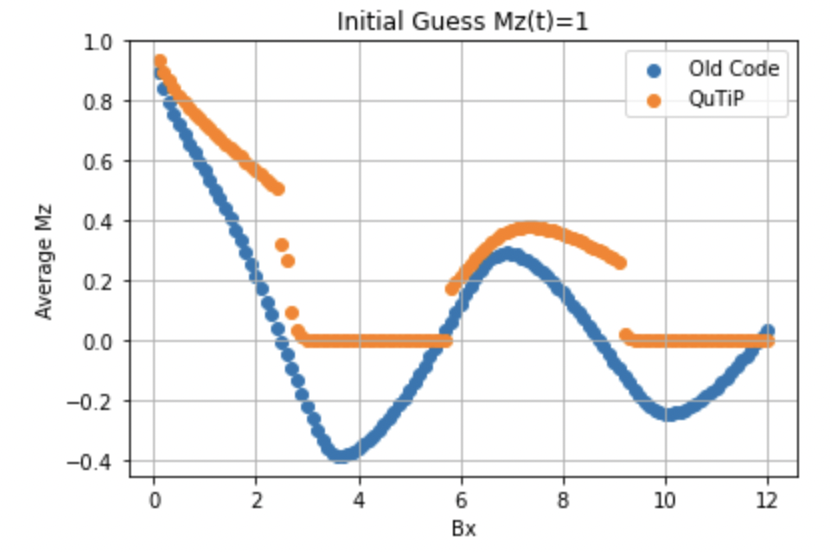 Initial Guess Mz(t)=1
Old Code
QuTiP
1.0
0.8
0.6
0.4
0.2
0.0
−0.2
−0.4
Average Mz
0 2 4 6 8 10 12
Bx